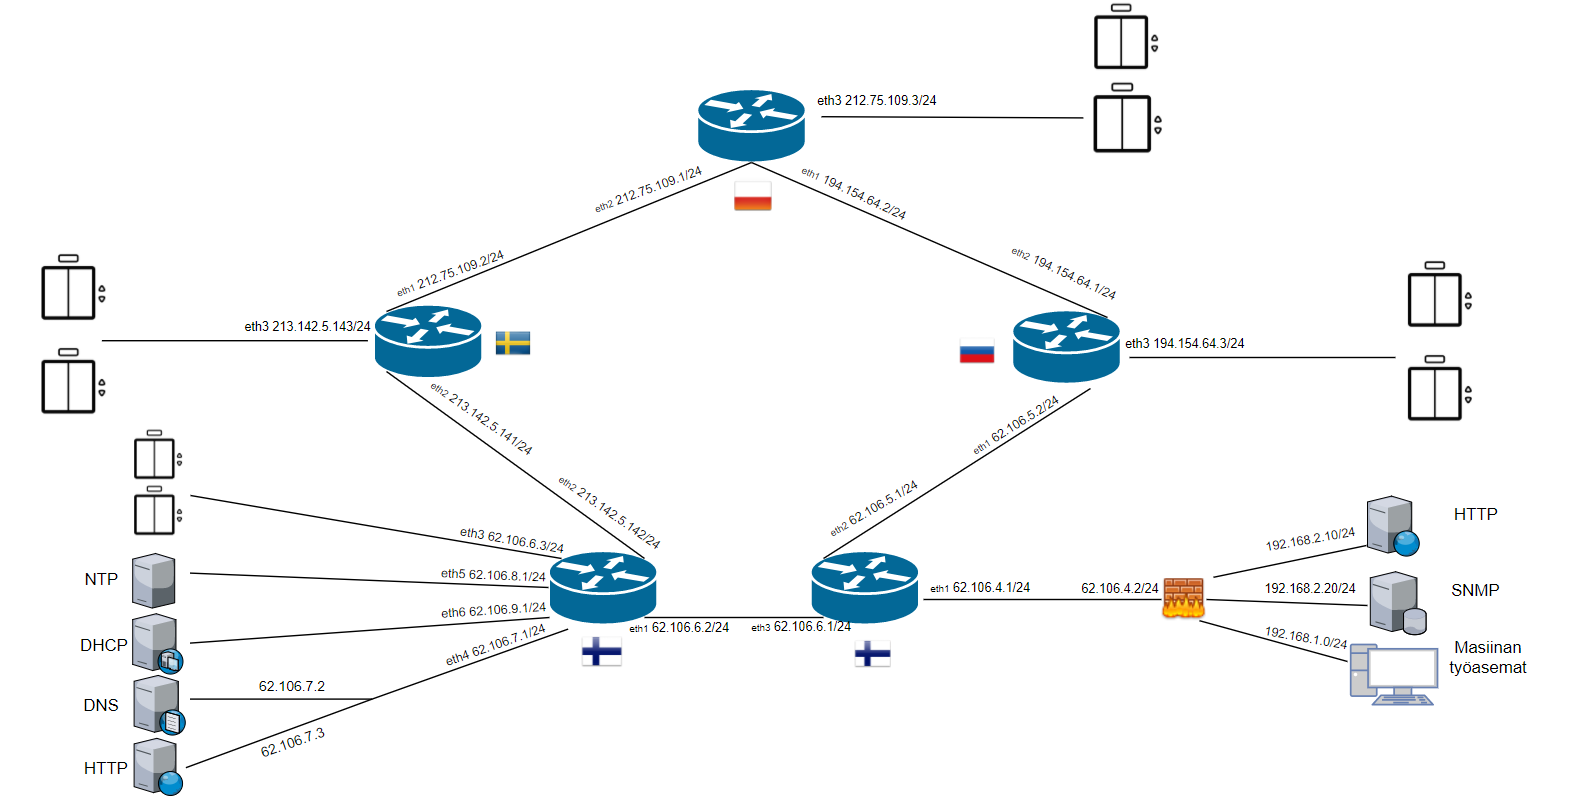 eth3 212.75.109.3/24
eth2 212.75.109.1/24
eth1 194.154.64.2/24
eth1 212.75.109.2/24
eth2 194.154.64.1/24
eth3 213.142.5.143/24
eth3 194.154.64.3/24
eth2 213.142.5.141/24
eth1 62.106.5.2/24
eth2 213.142.5.142/24
eth2 62.106.5.1/24
eth3 62.106.6.3/24
NTP
eth5 62.106.8.1/24
eth6 62.106.9.1/24
DHCP
eth4 62.106.7.1/24
eth1 62.106.6.2/24
eth3 62.106.6.1/24
eth1 62.106.4.1/24
62.106.4.2/24
192.168.2.10/24
HTTP
192.168.2.20/24
SNMP
192.168.1.0/24
Masiinan
työasemat
62.106.7.2
DNS
62.106.7.3
HTTP